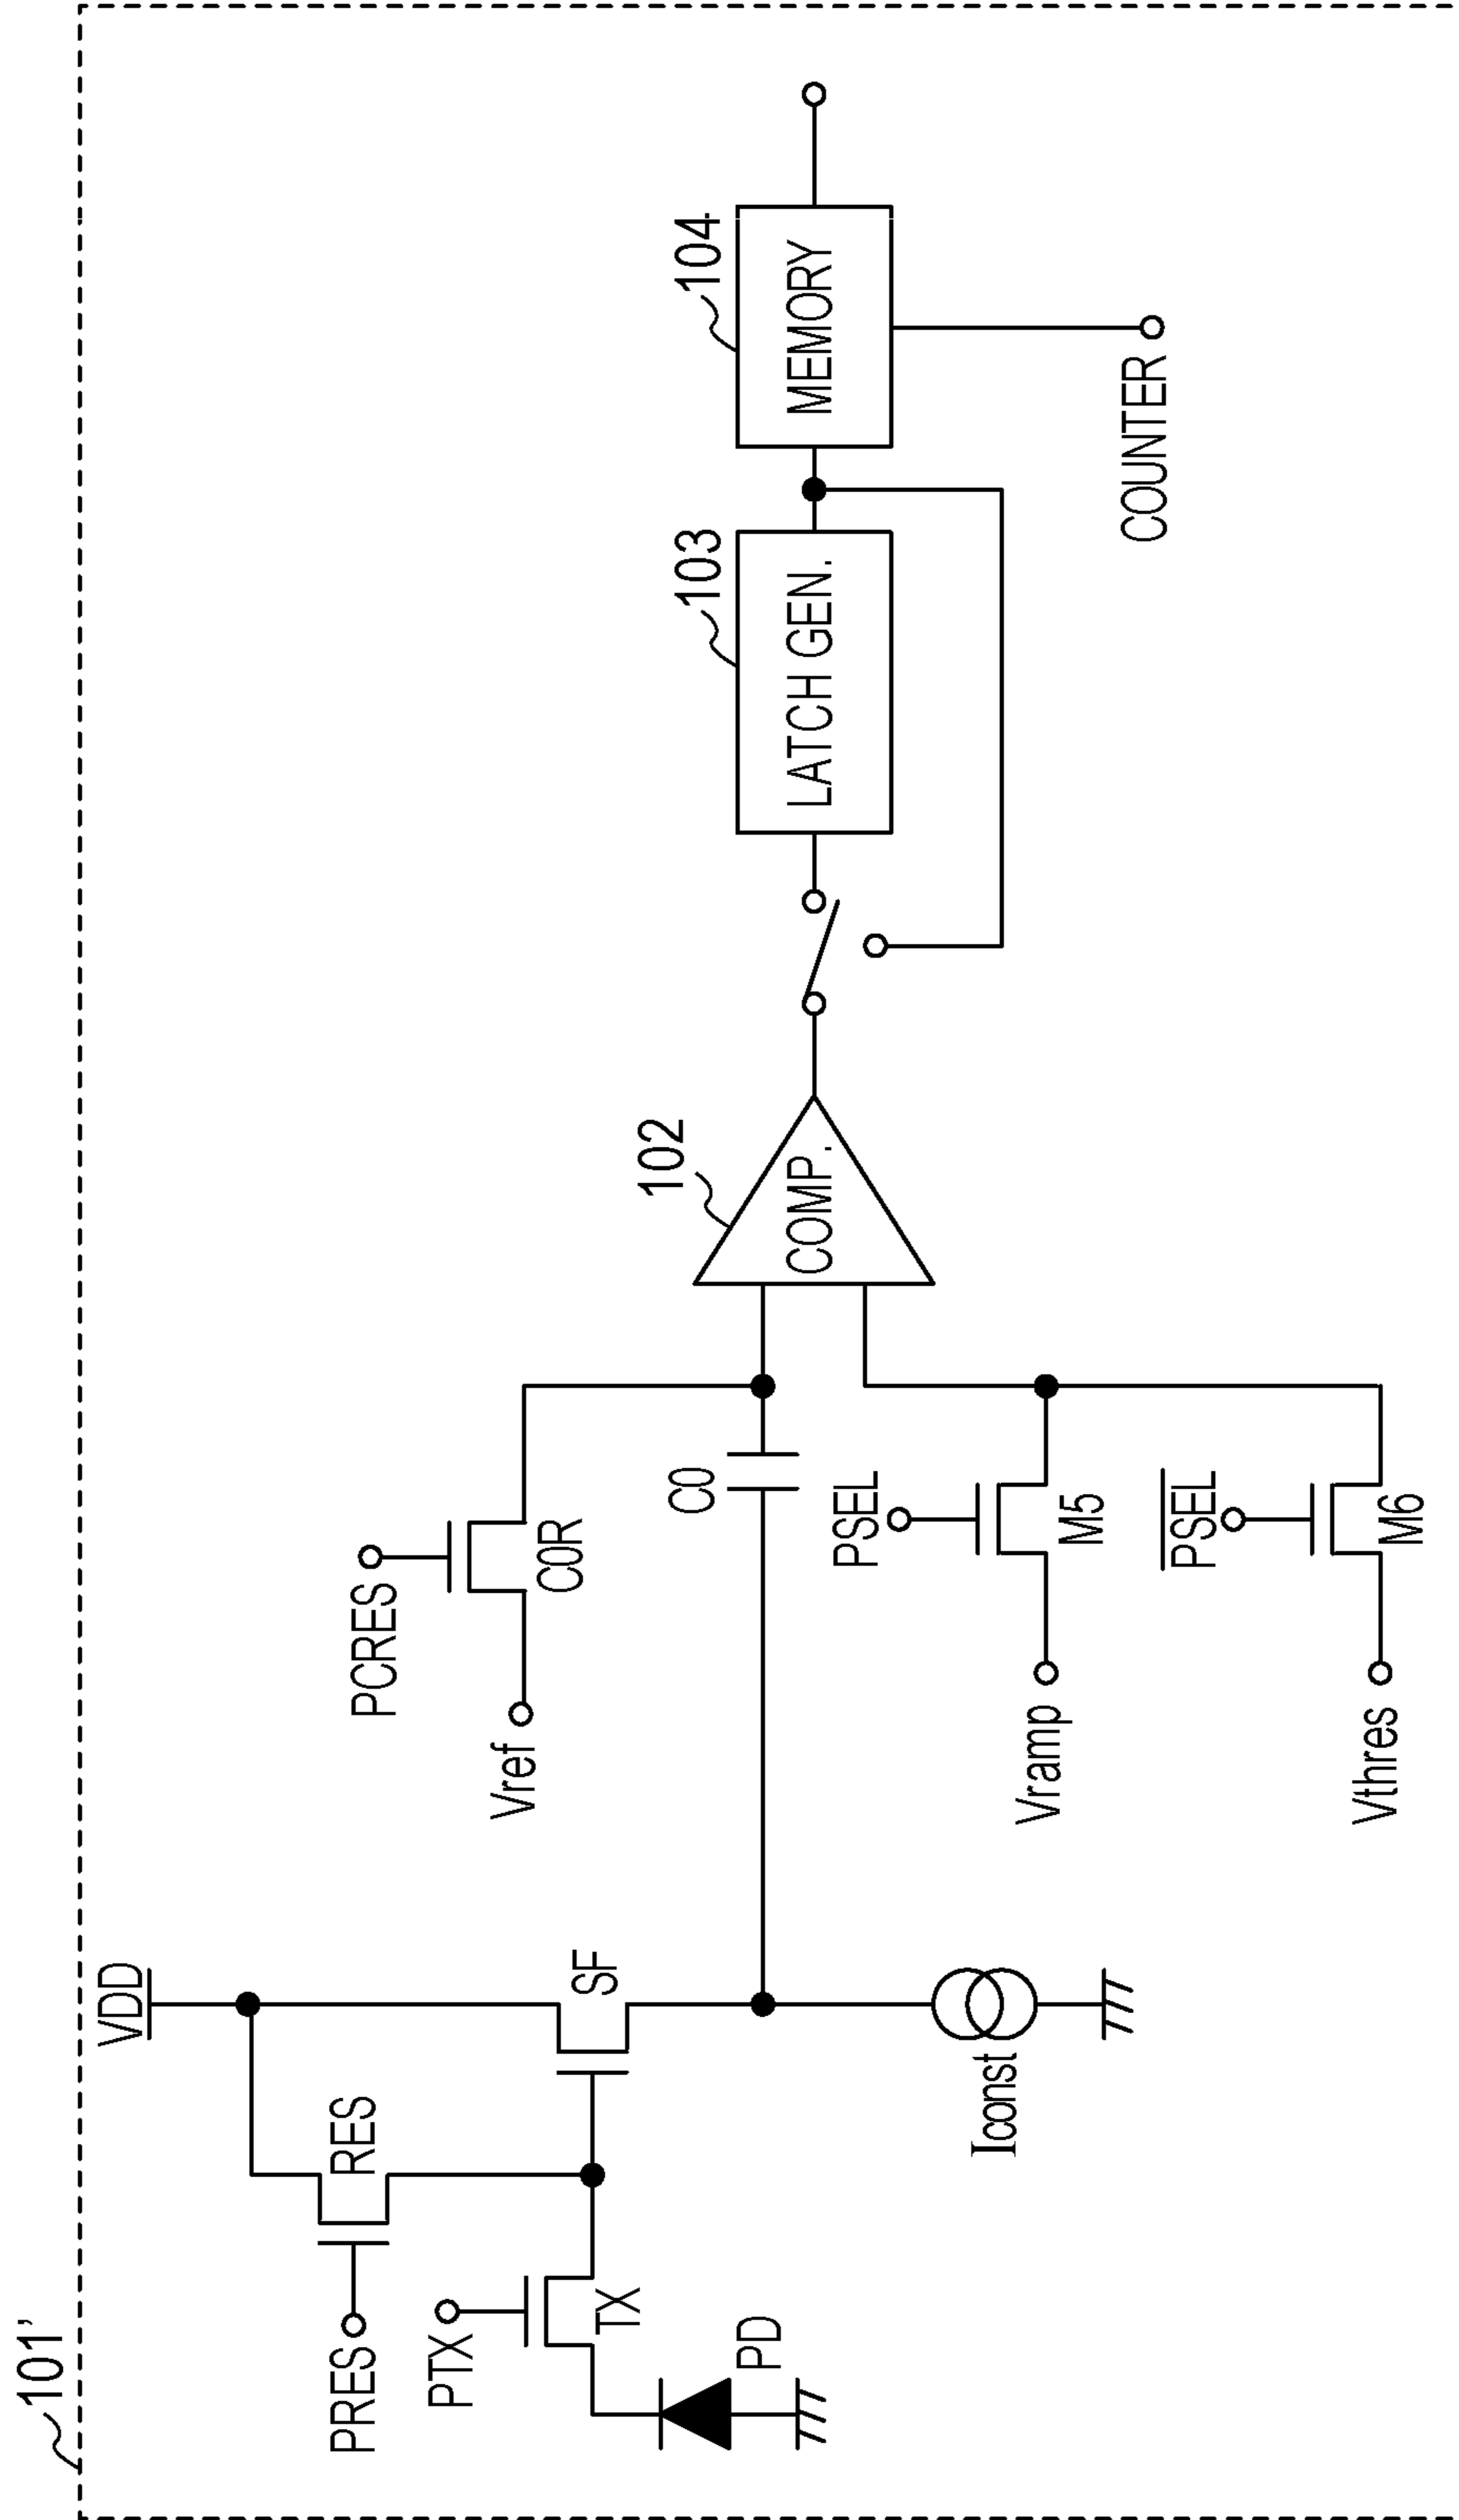 101'
VDD
PRES
RES
PTX
TX
PD
SF
Iconst
PCRES
Vref
C0R
C0
PSEL
M5
Vramp
PSEL
M6
Vthres
102
COMP.
103
LATCH GEN.
104
MEMORY
COUNTER